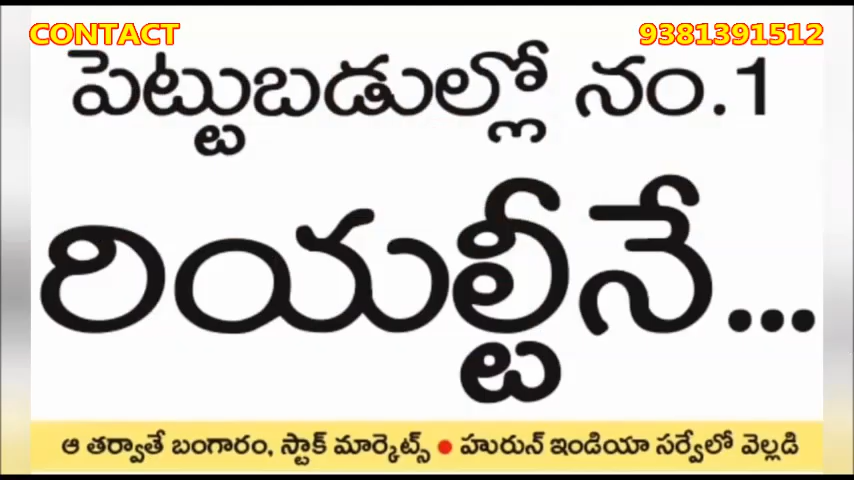 CONTACT 9381391512
పెట్టుబడుల్లో నం.1
రియల్టీనే...
ఆ తర్వాతే బంగారం, స్టాక్ మార్కెట్స్ ● హురున్ ఇండియా సర్వేలో వెల్లడి